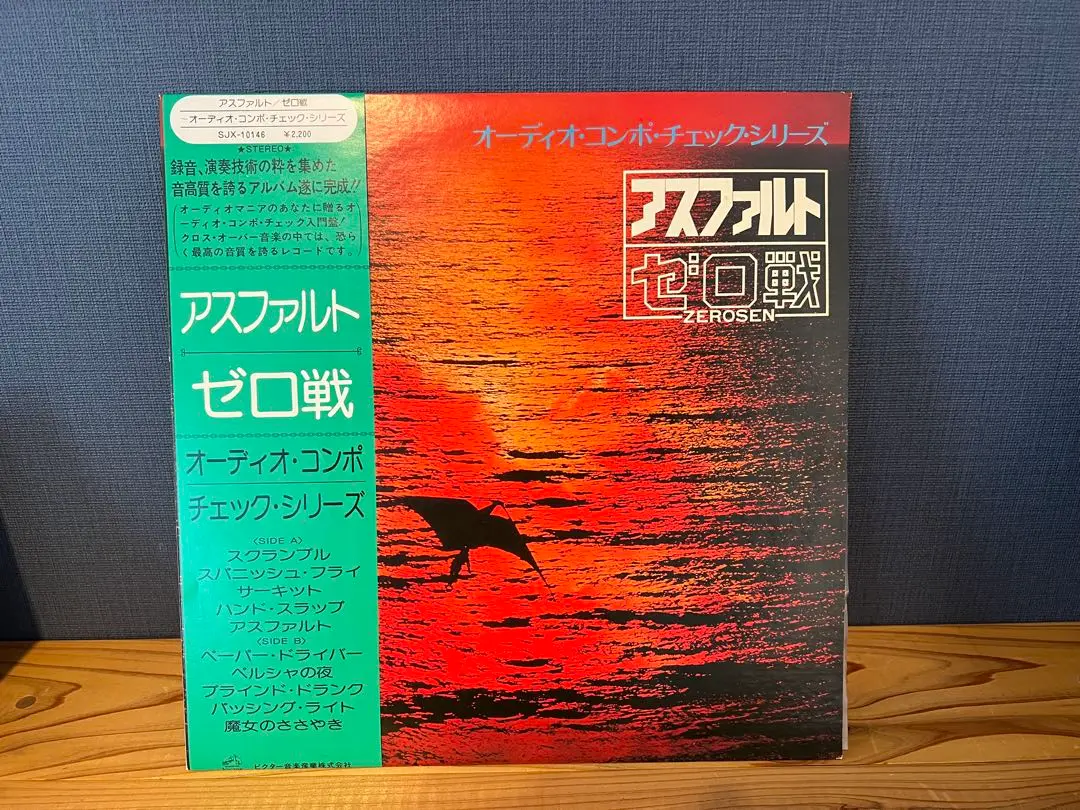 アスファルト/ゼロ戦
~オーディオ・コンポ・チェック・シリーズ
SJX-10146 ¥2,200
★STEREO★
録音、演奏技術の粋を集めた
音高質を誇るアルバム遂に完成!!
オーディオマニアのあなたに贈るオ
ーディオ・コンポ・チェック入門盤!
クロス・オーバー音楽の中では、恐ら
く最高の音質を誇るレコードです。
アスファルト
ゼロ戦
オーディオ・コンポ
チェック・シリーズ
〈SIDE A〉
スクランブル
スパニッシュ・フライ
サーキット
ハンド・スラップ
アスファルト
〈SIDE B〉
ペーパー・ドライバー
ペルシャの夜
ブラインド・ドランク
パッシング・ライト
魔女のささやき
ビクター音楽産業株式会社
オーディオ・コンポ・チェック・シリーズ
アスファルト
ゼロ戦
ZEROSEN